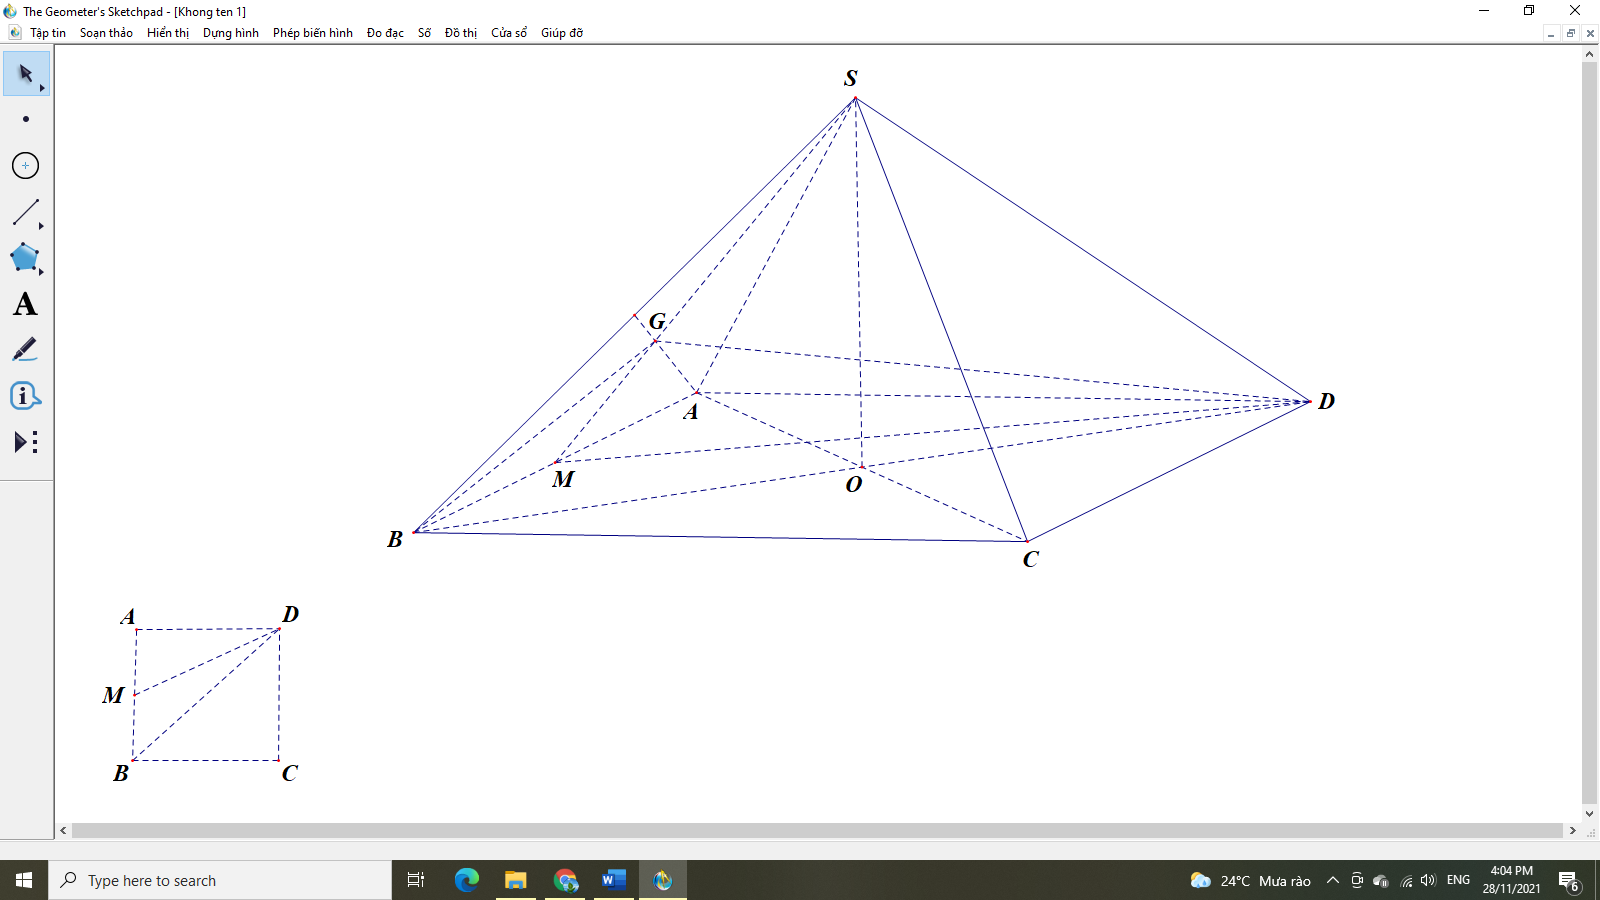 The Geometer's Sketchpad - [Khong ten 1]
Tập tin Soạn thảo Hiển thị Dựng hình Phép biến hình Đo đạc Số Đồ thị Cửa sổ Giúp đỡ
S
G
A
D
M
O
B
C
A
D
M
B
C
A
Type here to search
24°C Mưa rào
ENG
4:04 PM
28/11/2021
6